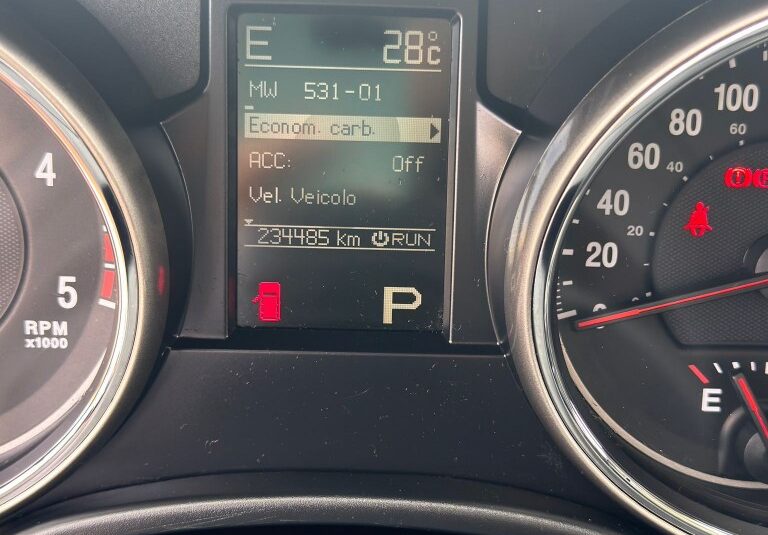 E 28°C
MW 531-01
Econom. carb.
ACC: Off
Vel. Veicolo
234485 km RUN
P
4
5
RPM
x1000
100
80
60
60
40
40
20
20
0
E